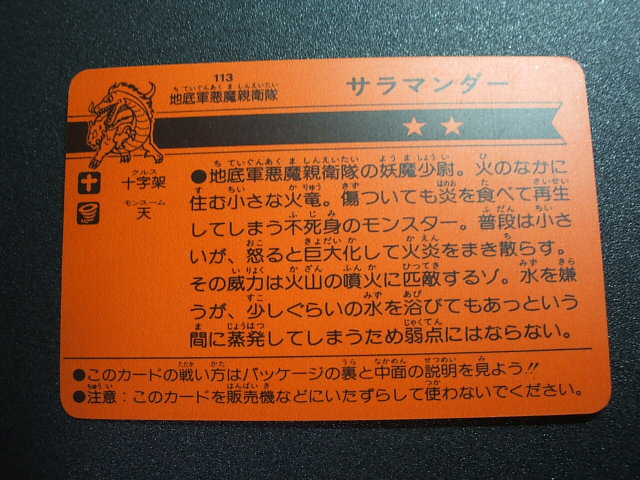 113
地底軍悪魔親衛隊
サラマンダー
★★
クルス
十字架
モンスーム
天
●地底軍悪魔親衛隊の妖魔少尉。火のなかに
住む小さな火竜。傷ついても炎を食べて再生
してしまう不死身のモンスター。普段は小さ
いが、怒ると巨大化して火炎をまき散らす。
その威力は火山の噴火に匹敵するゾ。水を嫌
うが、少しぐらいの水を浴びてもあっという
間に蒸発してしまうため弱点にはならない。
●このカードの戦い方はパッケージの裏と中面の説明を見よう!!
●注意：このカードを販売機などにいたずらして使わないでください。